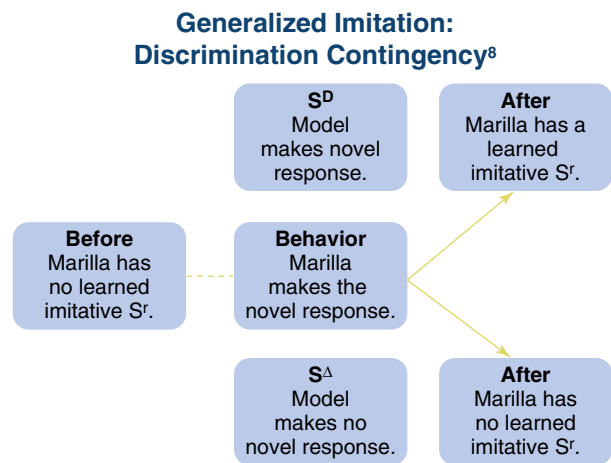 Generalized Imitation:
Discrimination Contingency⁸
Sᴰ
Model
makes novel
response.
After
Marilla has a
learned
imitative Sʳ.
Before
Marilla has
no learned
imitative Sʳ.
Behavior
Marilla
makes the
novel response.
S^Δ
Model
makes no
novel response.
After
Marilla has
no learned
imitative Sʳ.